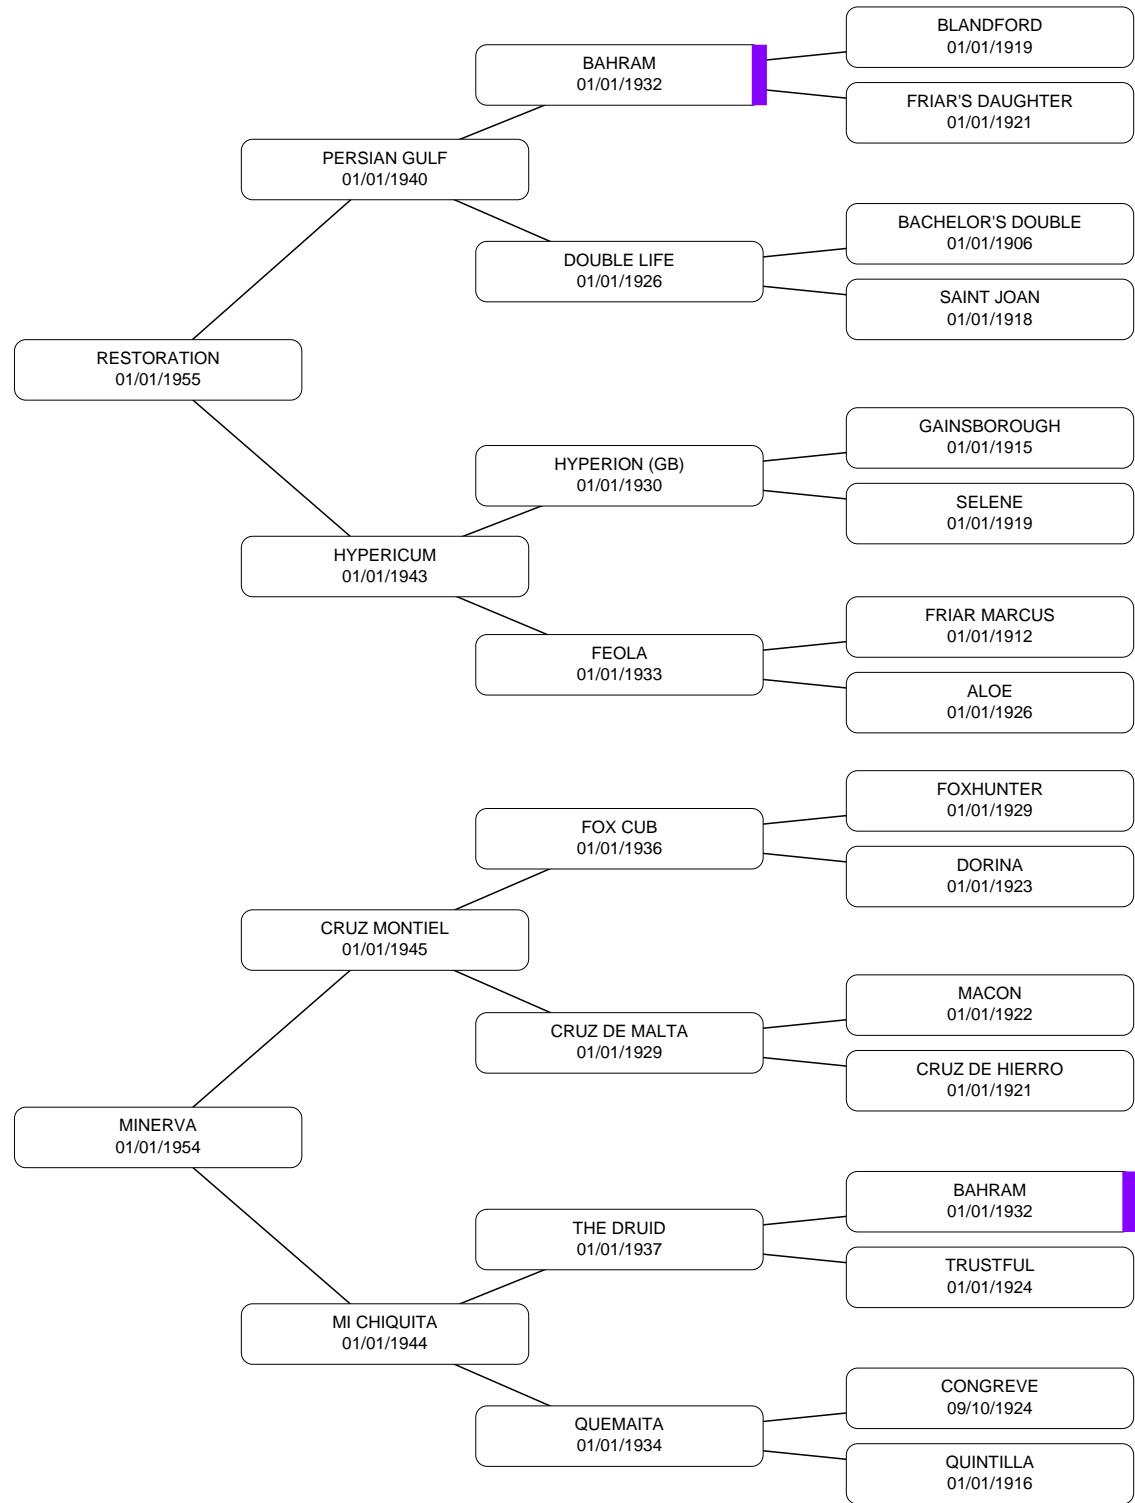 BLANDFORD
01/01/1919
BAHRAM
01/01/1932
FRIAR'S DAUGHTER
01/01/1921
PERSIAN GULF
01/01/1940
BACHELOR'S DOUBLE
01/01/1906
DOUBLE LIFE
01/01/1926
SAINT JOAN
01/01/1918
RESTORATION
01/01/1955
GAINSBOROUGH
01/01/1915
HYPERION (GB)
01/01/1930
SELENE
01/01/1919
HYPERICUM
01/01/1943
FRIAR MARCUS
01/01/1912
FEOLA
01/01/1933
ALOE
01/01/1926
FOXHUNTER
01/01/1929
FOX CUB
01/01/1936
DORINA
01/01/1923
CRUZ MONTIEL
01/01/1945
MACON
01/01/1922
CRUZ DE MALTA
01/01/1929
CRUZ DE HIERRO
01/01/1921
MINERVA
01/01/1954
BAHRAM
01/01/1932
THE DRUID
01/01/1937
TRUSTFUL
01/01/1924
MI CHIQUITA
01/01/1944
CONGREVE
09/10/1924
QUEMAITA
01/01/1934
QUINTILLA
01/01/1916